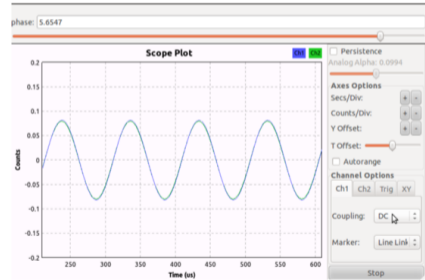 phase: 5.6547
Scope Plot
Ch1 Ch2
Persistence
Analog Alpha: 0.0994
Axes Options
Secs/Div: + -
Counts/Div: + -
Y Offset: + -
T Offset:
Autorange
Channel Options
Ch1 Ch2 Trig XY
Coupling: DC
Marker: Line Link
Stop
Counts
0.2
0.15
0.1
0.05
0
-0.05
-0.1
-0.15
-0.2
250 300 350 400 450 500 550 600
Time (us)